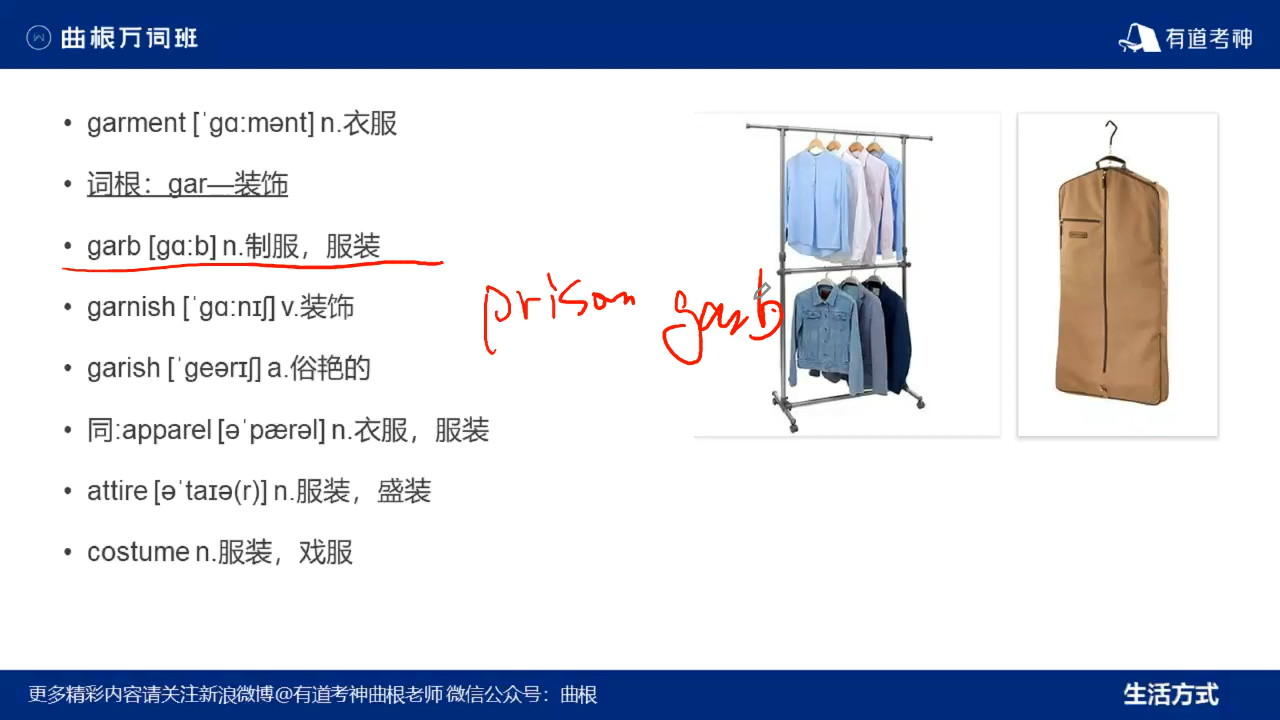 曲根万词班
有道考神
• garment [ˈgɑːmənt] n.衣服
• 词根：gar—装饰
• garb [gɑːb] n.制服，服装
• garnish [ˈgɑːnɪʃ] v.装饰
prison garb
• garish [ˈgeərɪʃ] a.俗艳的
• 同:apparel [əˈpærəl] n.衣服，服装
• attire [əˈtaɪə(r)] n.服装，盛装
• costume n.服装，戏服
更多精彩内容请关注新浪微博@有道考神曲根老师 微信公众号：曲根
生活方式